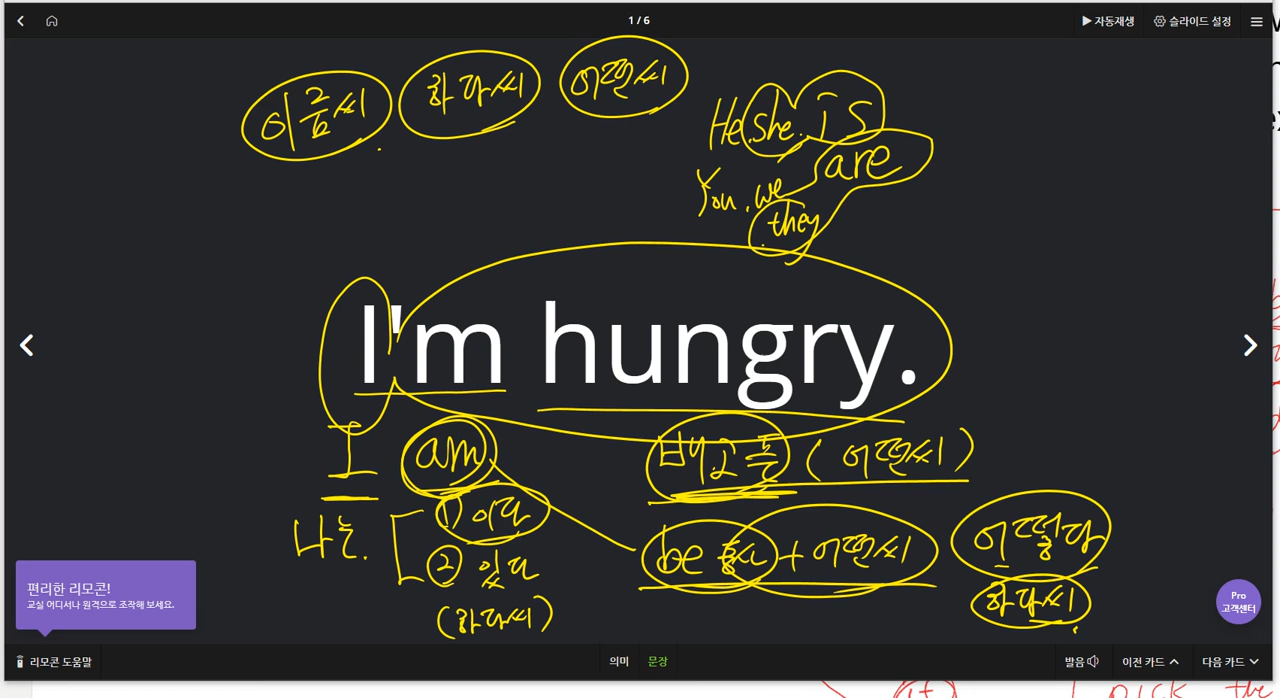 1 / 6
▶ 자동재생
슬라이드 설정
이름씨 하다씨 어떤씨
He.she.is
You.we are
they
I'm hungry.
I am 배고픈 (어떤씨)
나는. ① 이다 be 동사 + 어떤씨 어떻다
② 있다 하다씨
(하다씨)
편리한 리모콘!
교실 어디서나 원격으로 조작해 보세요.
Pro
고객센터
리모콘 도움말
의미 문장
발음
이전 카드
다음 카드
pick the